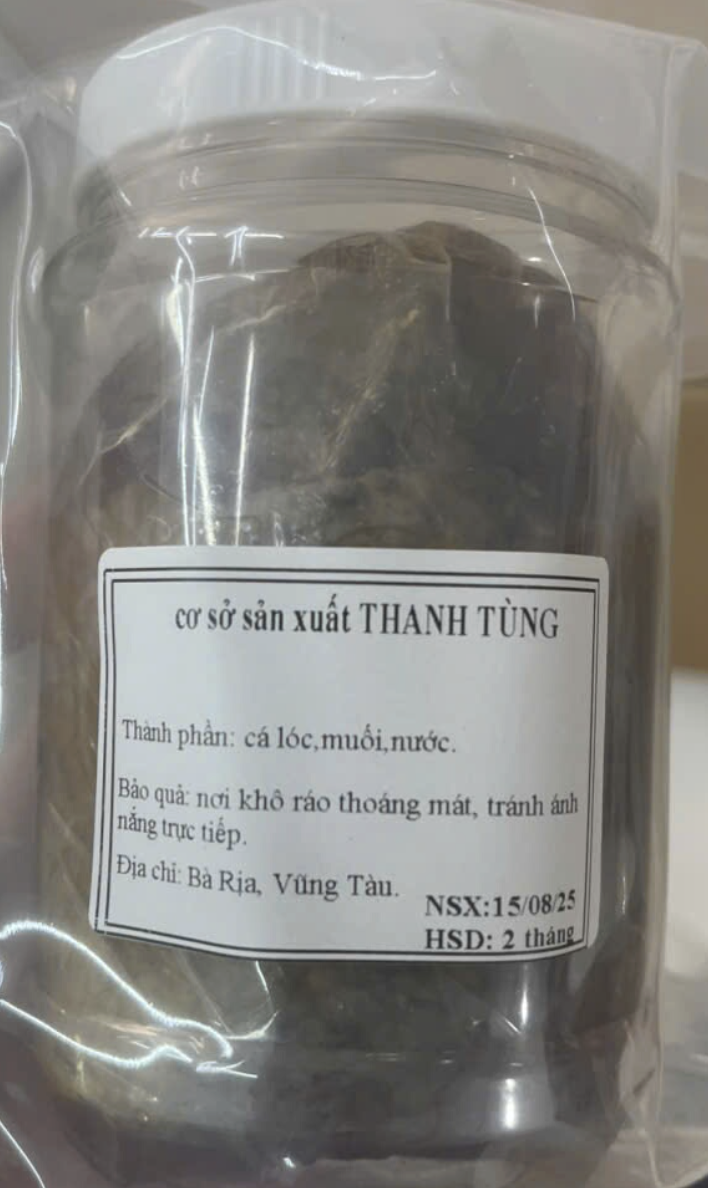 cơ sở sản xuất THANH TÙNG
Thành phần: cá lóc,muối,nước.
Bảo quả: nơi khô ráo thoáng mát, tránh ánh
nắng trực tiếp.
Địa chỉ: Bà Rịa, Vũng Tàu.
NSX:15/08/25
HSD: 2 tháng